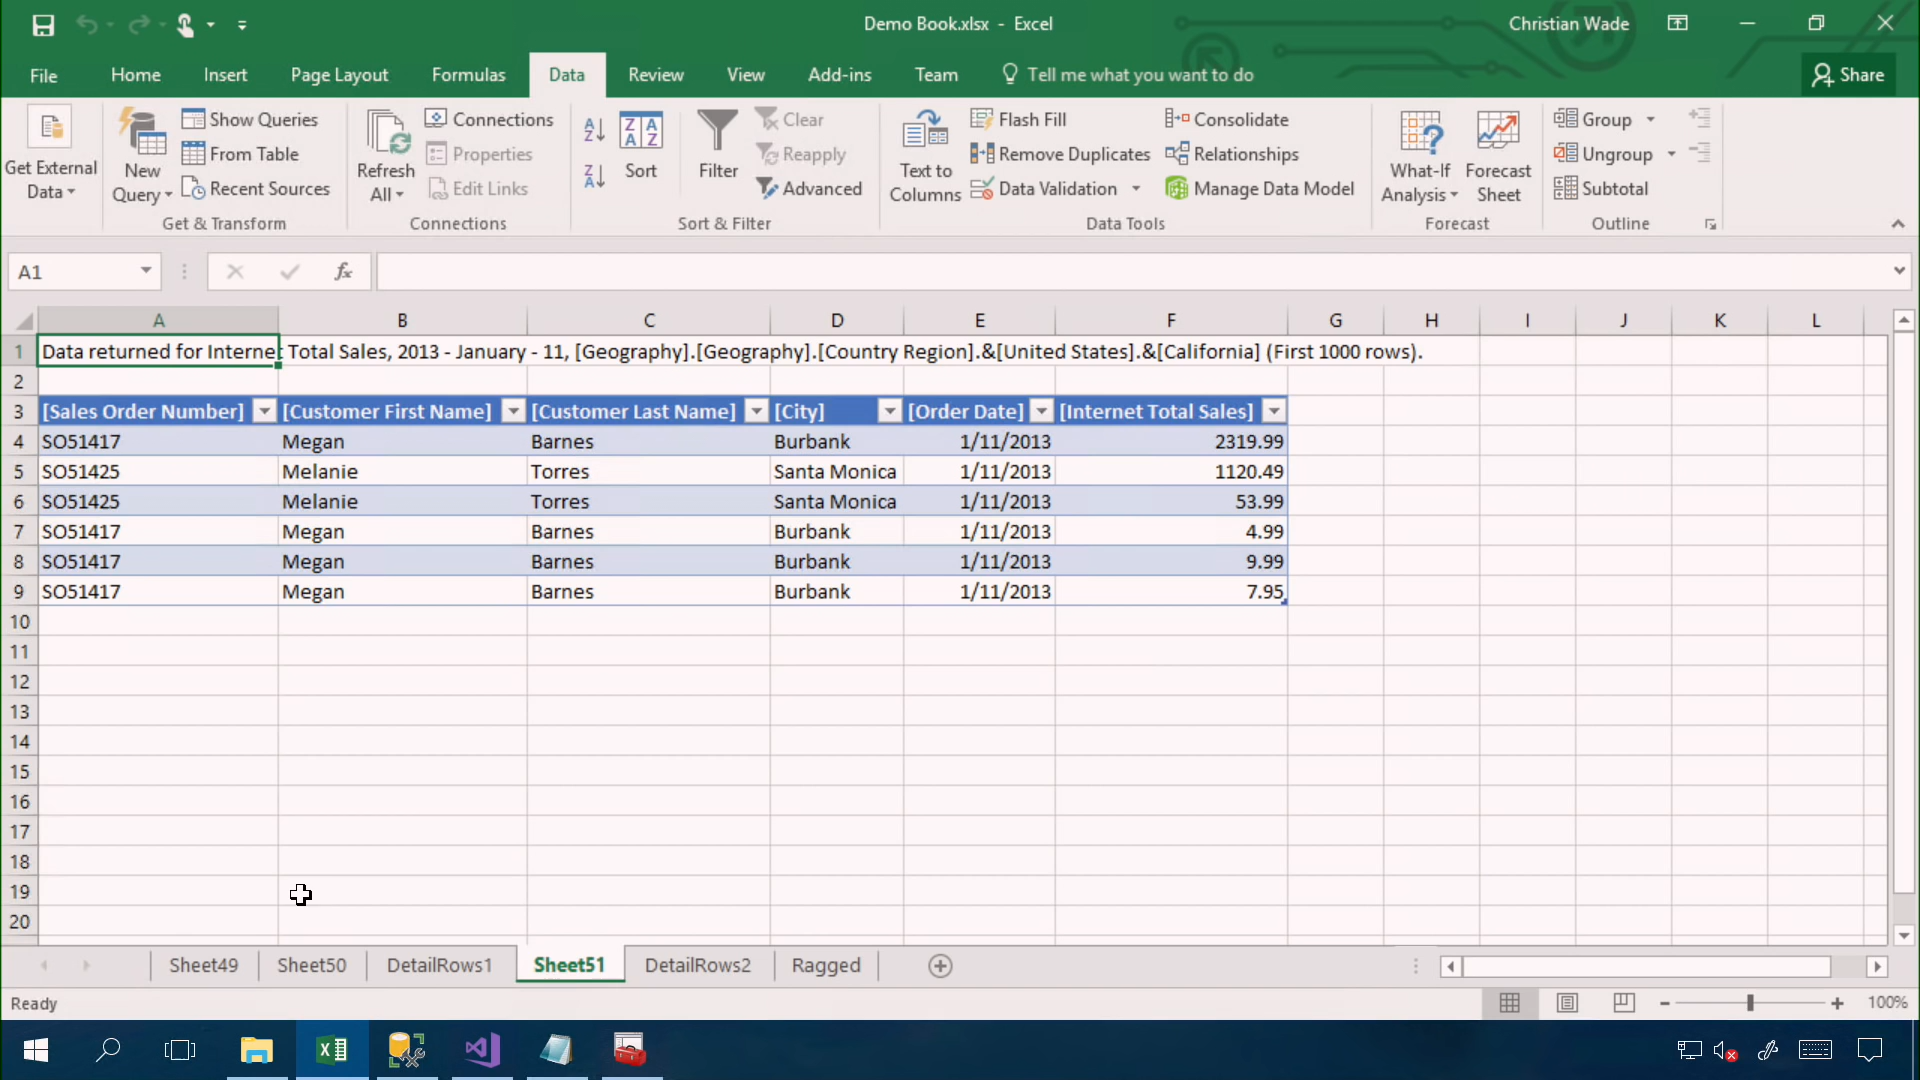 Demo Book.xlsx - Excel
Christian Wade
File Home Insert Page Layout Formulas Data Review View Add-ins Team Tell me what you want to do Share
Get External Data
New Query
Show Queries
From Table
Recent Sources
Get & Transform
Refresh All
Connections
Properties
Edit Links
Connections
Sort
Filter
Clear
Reapply
Advanced
Sort & Filter
Text to Columns
Flash Fill
Remove Duplicates
Data Validation
Consolidate
Relationships
Manage Data Model
Data Tools
What-If Analysis
Forecast Sheet
Forecast
Group
Ungroup
Subtotal
Outline
A1 fx
A B C D E F G H I J K L
1 Data returned for Internet Total Sales, 2013 - January - 11, [Geography].[Geography].[Country Region].&[United States].&[California] (First 1000 rows).
2
3 [Sales Order Number] [Customer First Name] [Customer Last Name] [City] [Order Date] [Internet Total Sales]
4 SO51417 Megan Barnes Burbank 1/11/2013 2319.99
5 SO51425 Melanie Torres Santa Monica 1/11/2013 1120.49
6 SO51425 Melanie Torres Santa Monica 1/11/2013 53.99
7 SO51417 Megan Barnes Burbank 1/11/2013 4.99
8 SO51417 Megan Barnes Burbank 1/11/2013 9.99
9 SO51417 Megan Barnes Burbank 1/11/2013 7.95
10
11
12
13
14
15
16
17
18
19
20
Sheet49 Sheet50 DetailRows1 Sheet51 DetailRows2 Ragged
Ready 100%